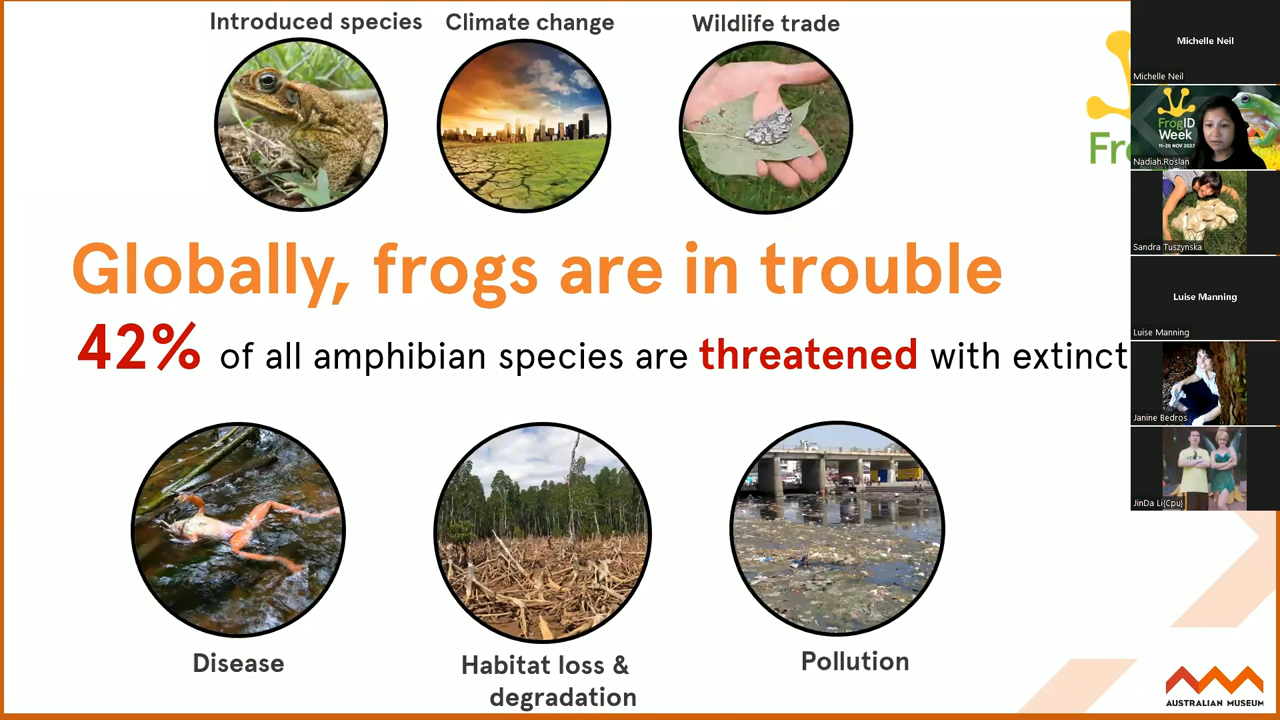 Introduced species
Climate change
Wildlife trade
Globally, frogs are in trouble
42% of all amphibian species are threatened with extinct
Disease
Habitat loss &
degradation
Pollution
Fr
Michelle Neil
Michelle Neil
FrogID
Week
11-20 NOV 2022
Nadiah.Roslan
Sandra Tuszynska
Luise Manning
Luise Manning
Janine Bedros
JinDa Li(Cpu)
AUSTRALIAN MUSEUM